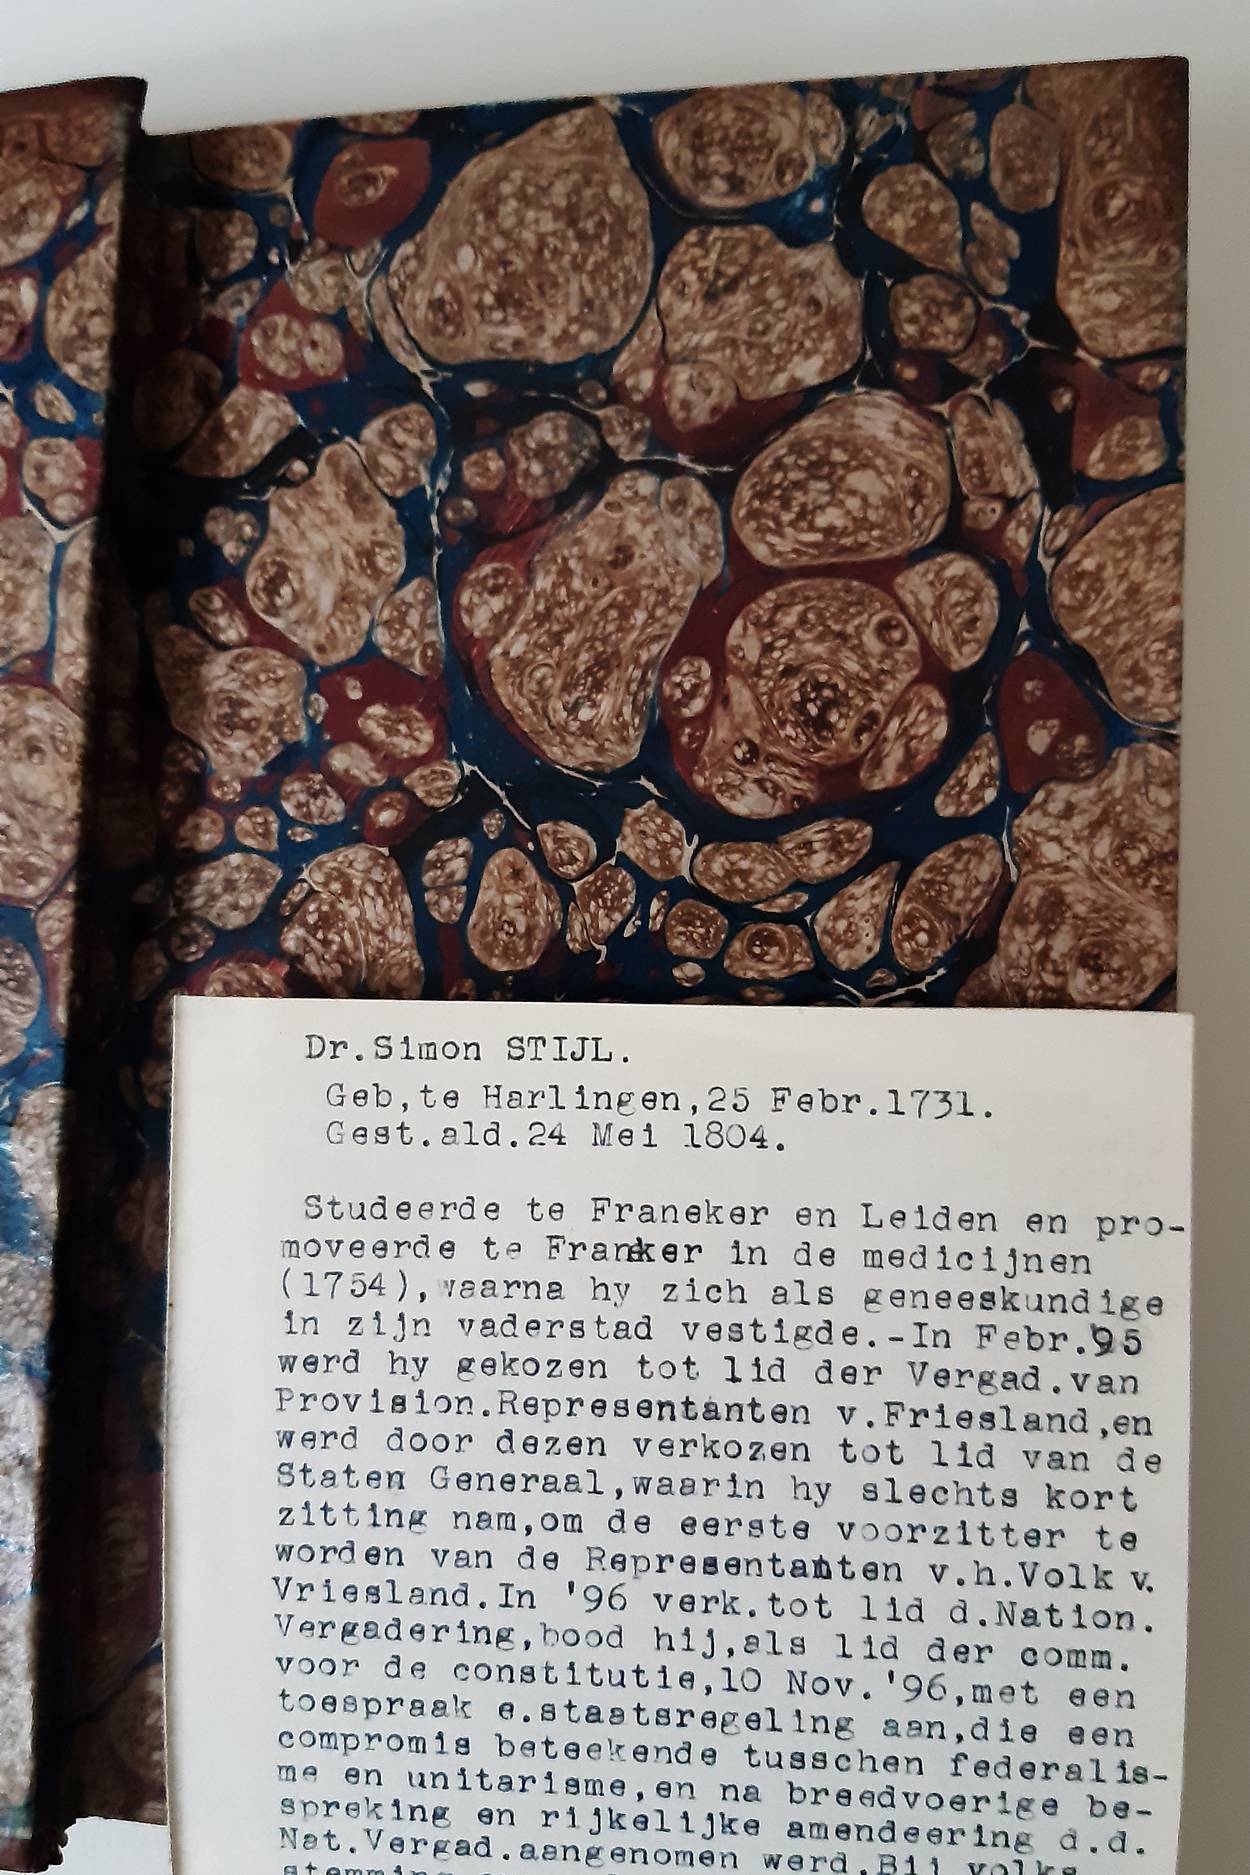 Dr.Simon STIJL.
Geb,te Harlingen,25 Febr.1731.
Gest.ald.24 Mei 1804.
Studeerde te Franeker en Leiden en pro-
moveerde te Franker in de medicijnen
(1754),waarna hy zich als geneeskundige
in zijn vaderstad vestigde.-In Febr.95
werd hy gekozen tot lid der Vergad.van
Provision.Representanten v.Friesland,en
werd door dezen verkozen tot lid van de
Staten Generaal,waarin hy slechts kort
zitting nam,om de eerste voorzitter te
worden van de Representanten v.h.Volk v.
Vriesland.In '96 verk.tot lid d.Nation.
Vergadering,bood hij,als lid der comm.
voor de constitutie,10 Nov.'96,met een
toespraak e.staatsregeling aan,die een
compromis beteekende tusschen federalis-
me en unitarisme,en na breedvoerige be-
spreking en rijkelijke amendeering d.d.
Nat.Vergad.aangenomen werd.Bij volks